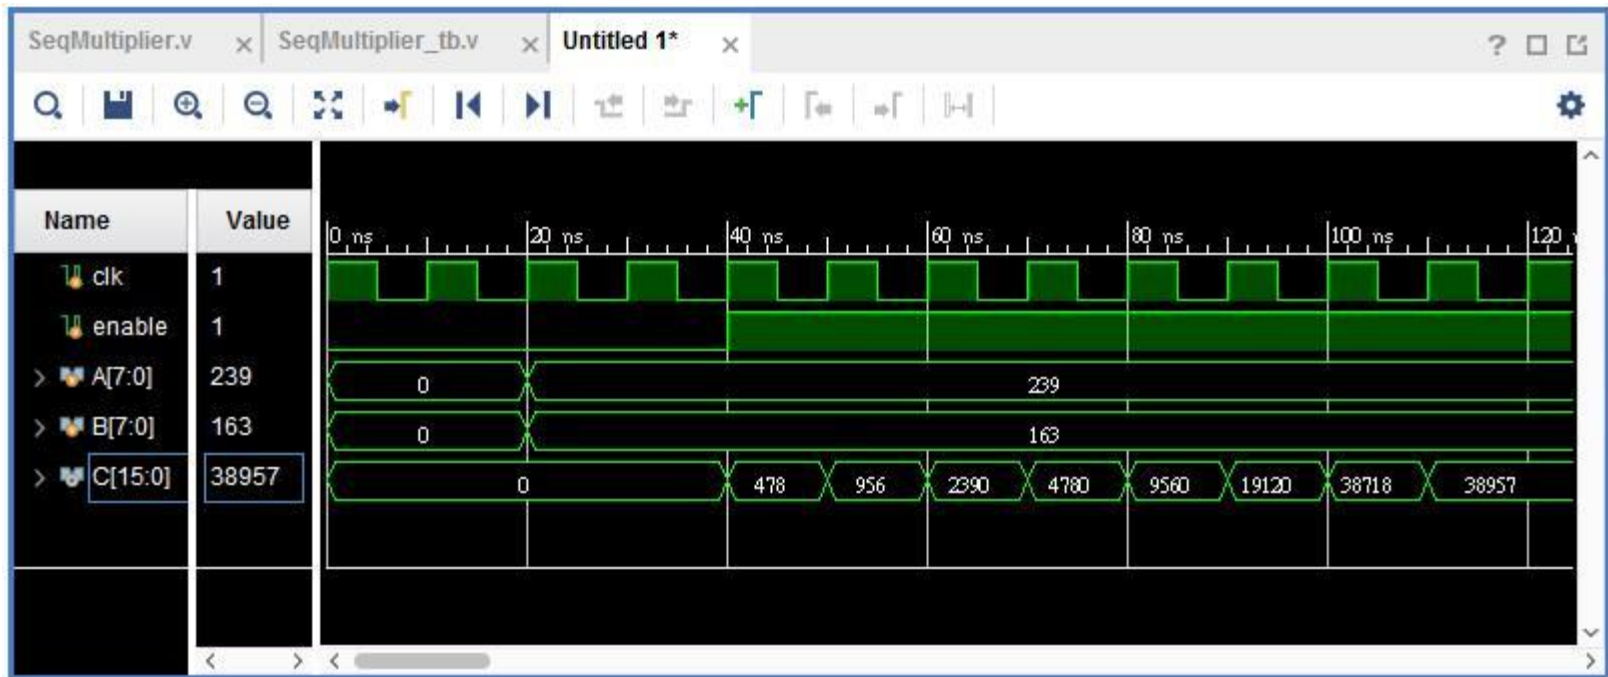 SeqMultiplier.v × SeqMultiplier_tb.v × Untitled 1* × ?
Name Value
0 ns 20 ns 40 ns 60 ns 80 ns 100 ns 120
clk 1
enable 1
A[7:0] 239 0 239
B[7:0] 163 0 163
C[15:0] 38957 0 478 956 2390 4780 9560 19120 38718 38957